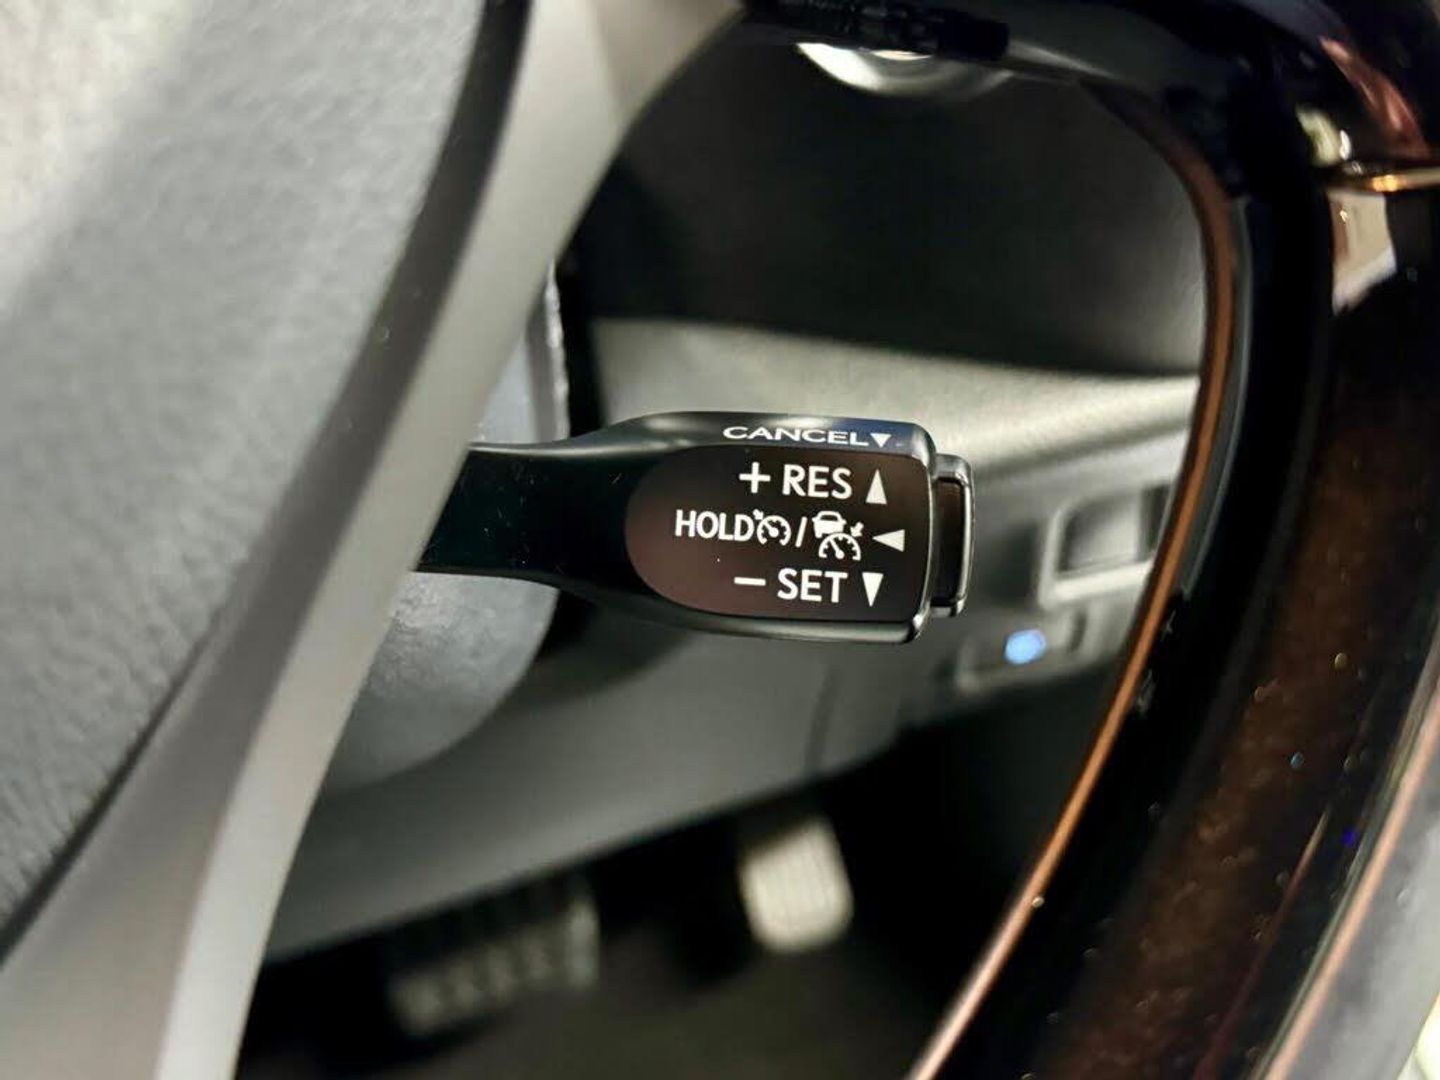 CANCEL▼
+ RES ▲
HOLD / ◀
− SET ▼